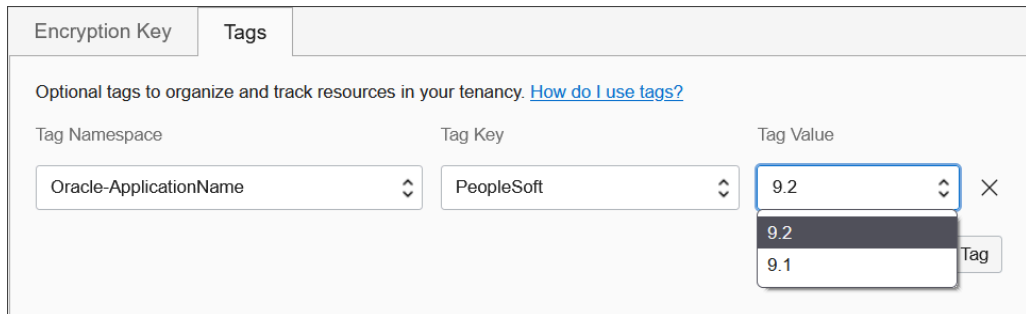 Encryption Key
Tags
Optional tags to organize and track resources in your tenancy. How do I use tags?
Tag Namespace Tag Key Tag Value
Oracle-ApplicationName PeopleSoft 9.2
9.2
9.1
Tag